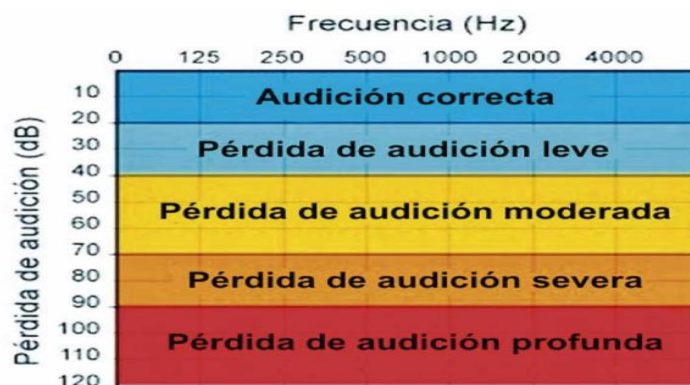 Frecuencia (Hz)
0 125 250 500 1000 2000 4000
Pérdida de audición (dB)
10
20
30
40
50
60
70
80
90
100
110
120
Audición correcta
Pérdida de audición leve
Pérdida de audición moderada
Pérdida de audición severa
Pérdida de audición profunda